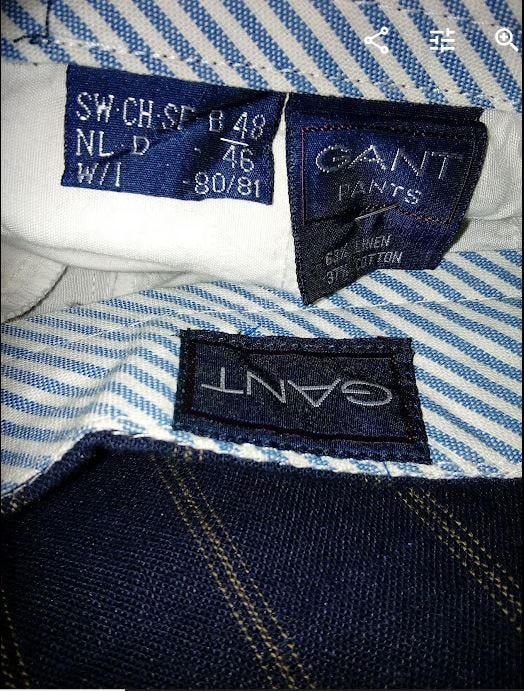 SW·CH·SF B 48
NL D - 46
W/I -80/81
GANT
PANTS
63% LINEN
37% COTTON
GANT